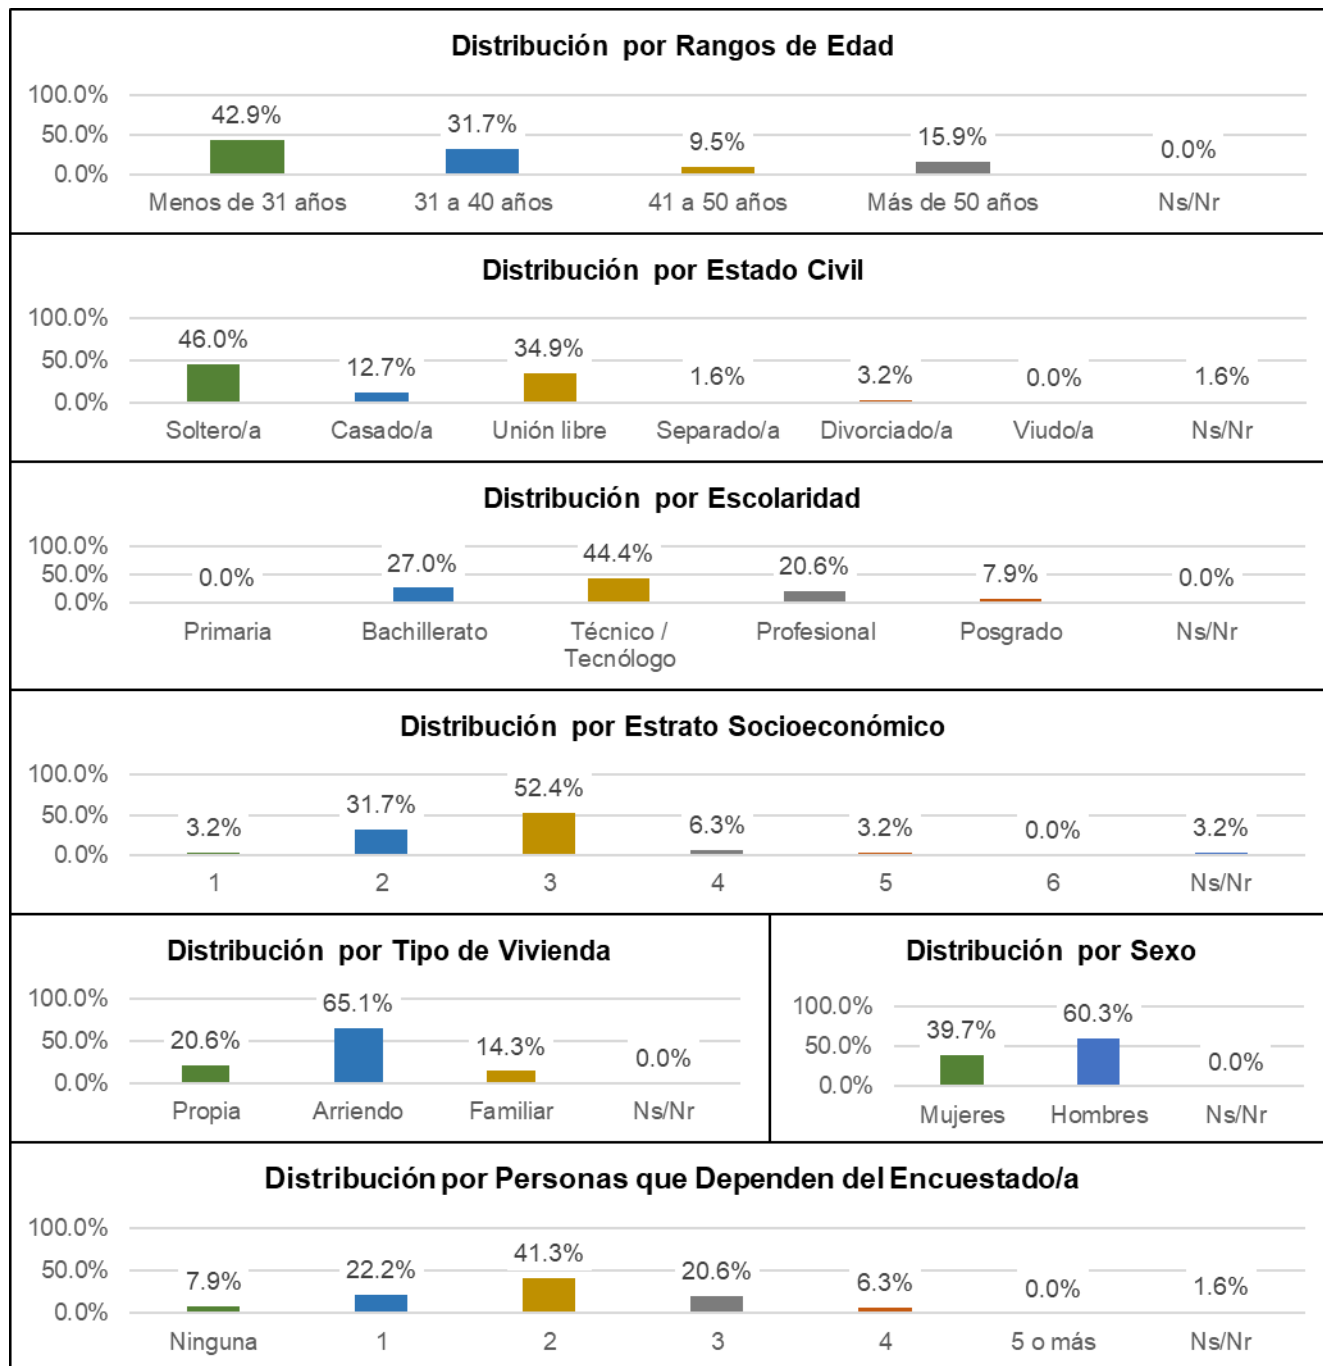 Distribución por Rangos de Edad
100.0%
50.0%
0.0%
42.9% 31.7% 9.5% 15.9% 0.0%
Menos de 31 años 31 a 40 años 41 a 50 años Más de 50 años Ns/Nr
Distribución por Estado Civil
100.0%
50.0%
0.0%
46.0% 12.7% 34.9% 1.6% 3.2% 0.0% 1.6%
Soltero/a Casado/a Unión libre Separado/a Divorciado/a Viudo/a Ns/Nr
Distribución por Escolaridad
100.0%
50.0%
0.0%
0.0% 27.0% 44.4% 20.6% 7.9% 0.0%
Primaria Bachillerato Técnico / Profesional Posgrado Ns/Nr
Tecnólogo
Distribución por Estrato Socioeconómico
100.0%
50.0%
0.0%
3.2% 31.7% 52.4% 6.3% 3.2% 0.0% 3.2%
1 2 3 4 5 6 Ns/Nr
Distribución por Tipo de Vivienda
100.0%
50.0%
0.0%
20.6% 65.1% 14.3% 0.0%
Propia Arriendo Familiar Ns/Nr
Distribución por Sexo
100.0%
50.0%
0.0%
39.7% 60.3% 0.0%
Mujeres Hombres Ns/Nr
Distribución por Personas que Dependen del Encuestado/a
100.0%
50.0%
0.0%
7.9% 22.2% 41.3% 20.6% 6.3% 0.0% 1.6%
Ninguna 1 2 3 4 5 o más Ns/Nr